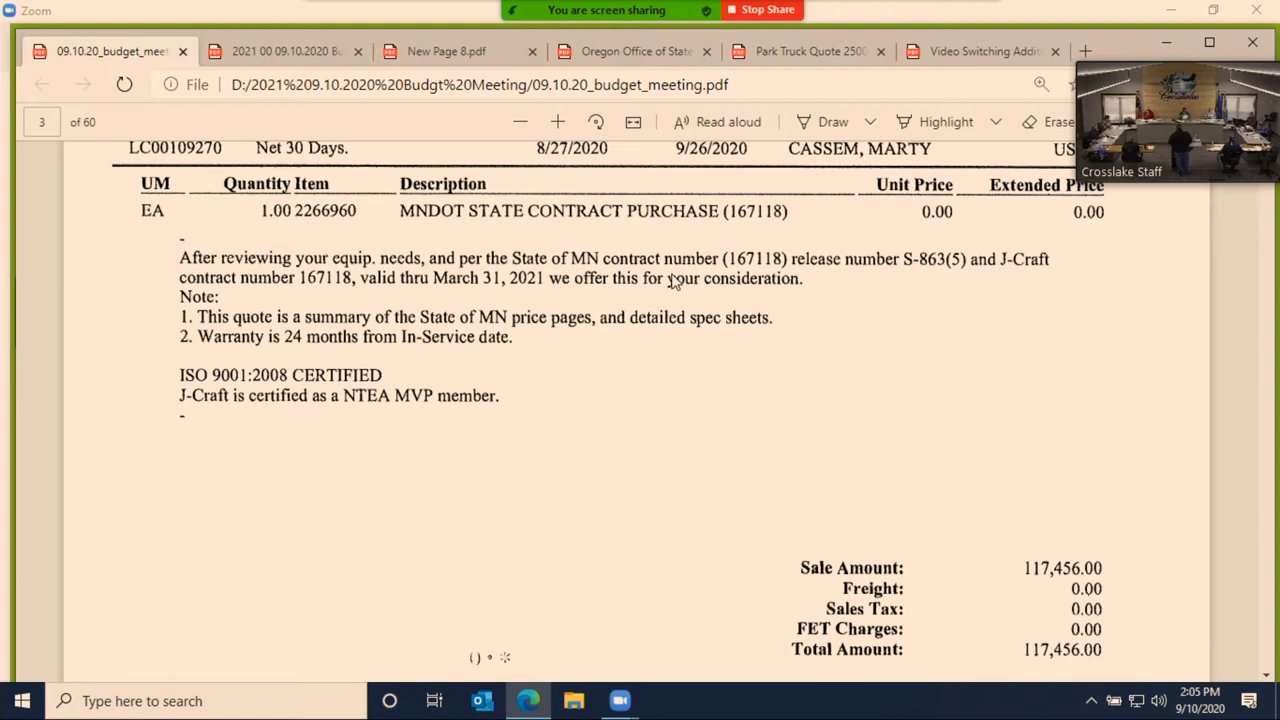 Zoom
You are screen sharing
Stop Share
09.10.20_budget_meet
2021 00 09.10.2020 Bu
New Page 8.pdf
Oregon Office of State
Park Truck Quote 2500
Video Switching Addit
File
D:/2021%209.10.2020%20Budgt%20Meeting/09.10.20_budget_meeting.pdf
3 of 60
Read aloud
Draw
Highlight
Erase
Crosslake
Crosslake Staff
LC00109270 Net 30 Days. 8/27/2020 9/26/2020 CASSEM, MARTY US
UM Quantity Item Description Unit Price Extended Price
EA 1.00 2266960 MNDOT STATE CONTRACT PURCHASE (167118) 0.00 0.00
-
After reviewing your equip. needs, and per the State of MN contract number (167118) release number S-863(5) and J-Craft
contract number 167118, valid thru March 31, 2021 we offer this for your consideration.
Note:
1. This quote is a summary of the State of MN price pages, and detailed spec sheets.
2. Warranty is 24 months from In-Service date.
ISO 9001:2008 CERTIFIED
J-Craft is certified as a NTEA MVP member.
-
Sale Amount: 117,456.00
Freight: 0.00
Sales Tax: 0.00
FET Charges: 0.00
Total Amount: 117,456.00
Type here to search
2:05 PM
9/10/2020